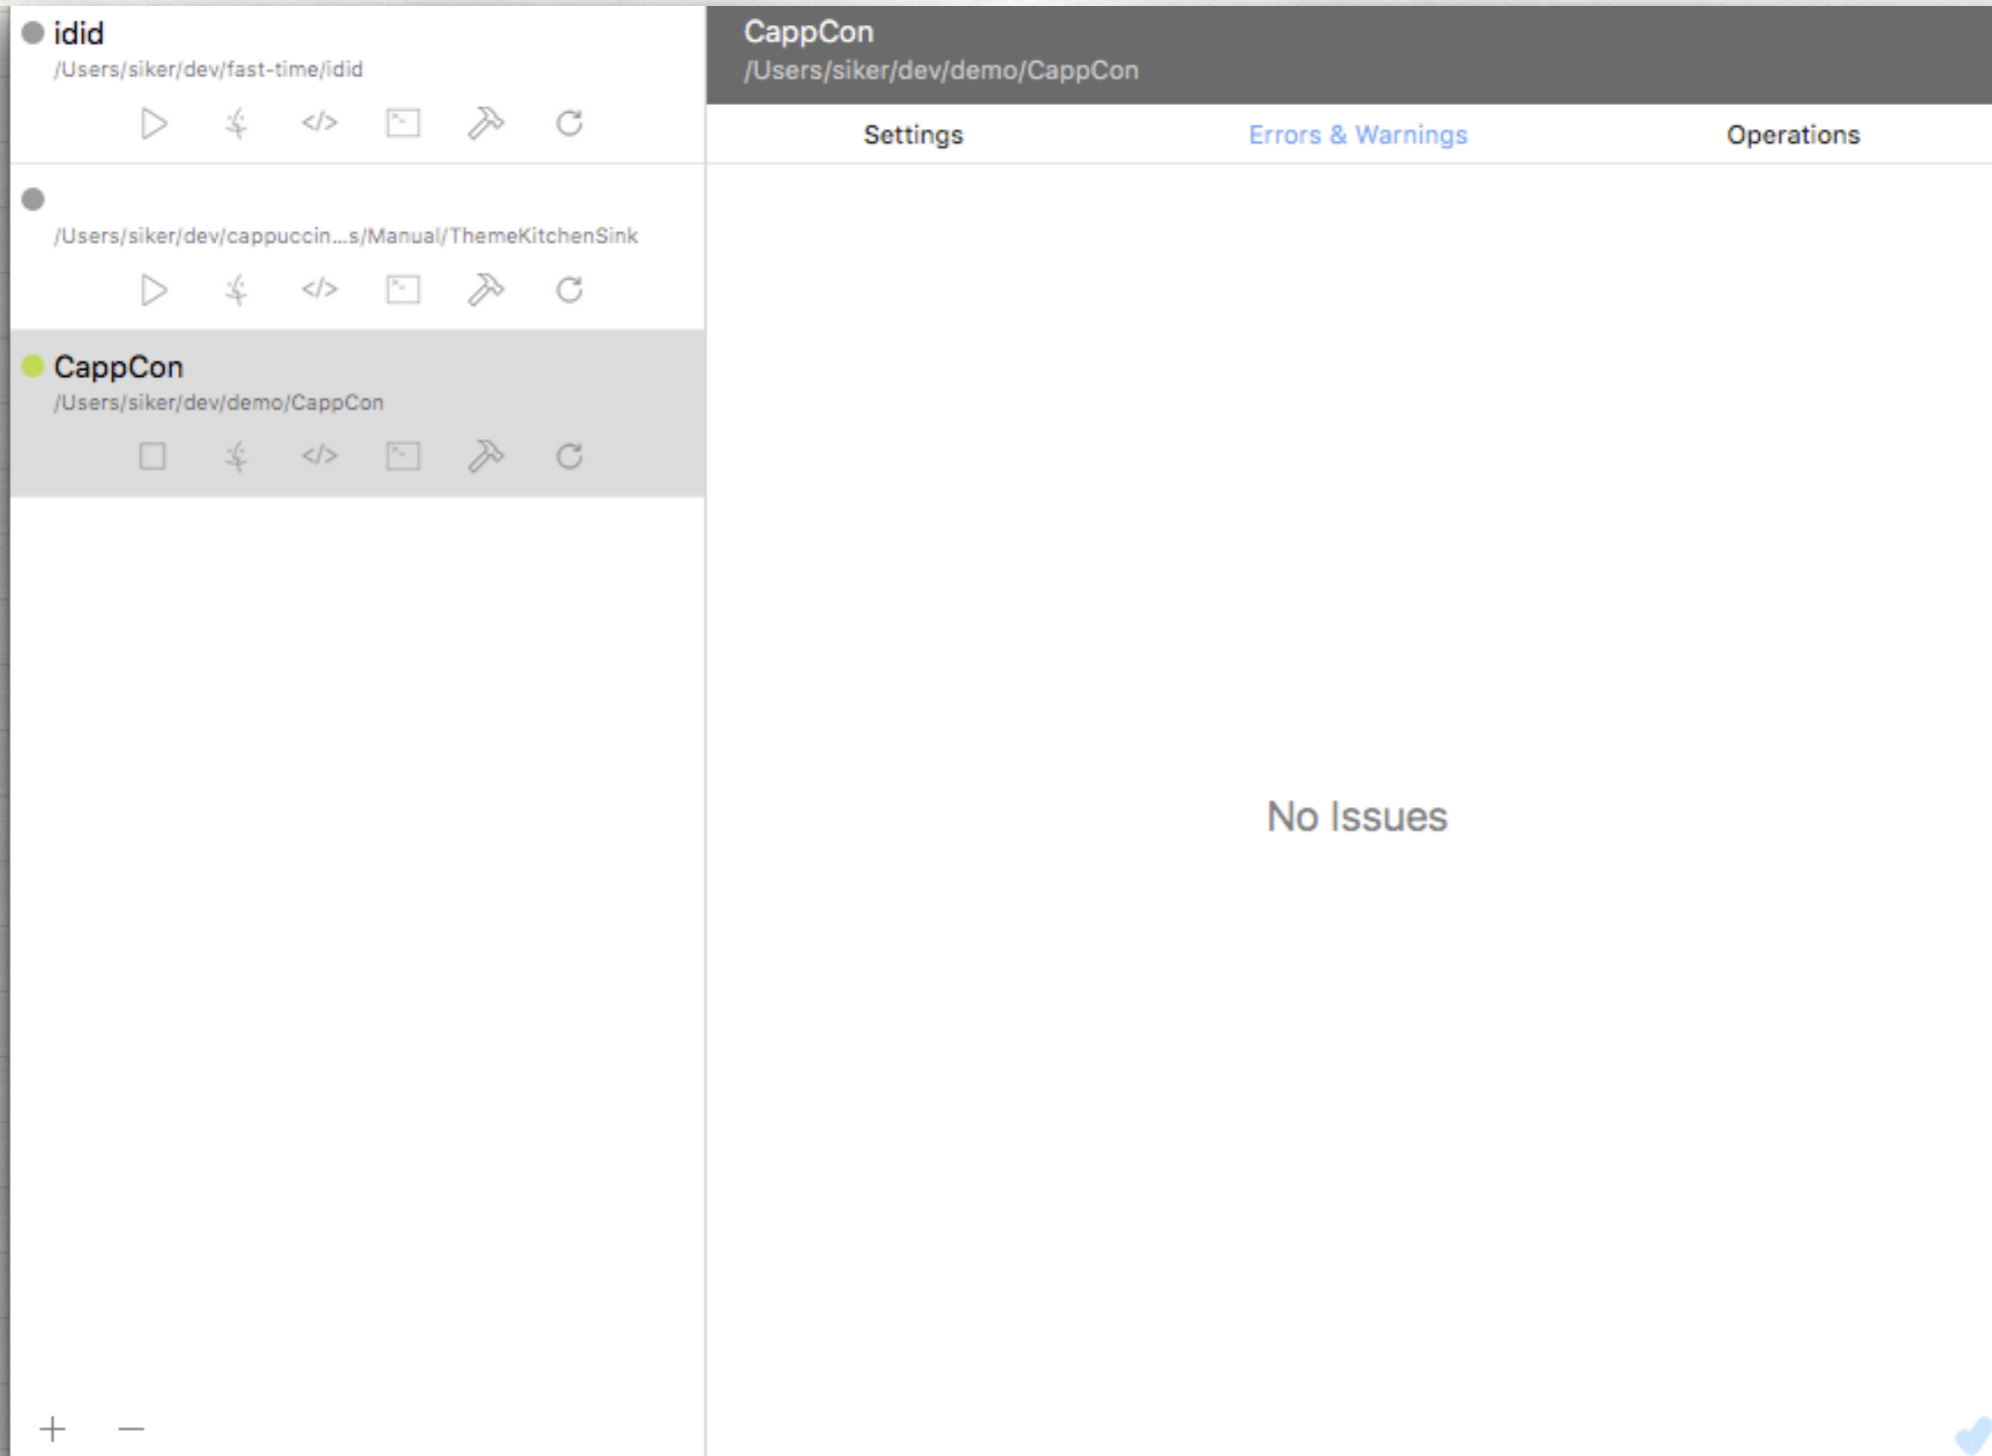 idid
/Users/siker/dev/fast-time/idid
</>
/Users/siker/dev/cappuccin...s/Manual/ThemeKitchenSink
</>
CappCon
/Users/siker/dev/demo/CappCon
</>
CappCon
/Users/siker/dev/demo/CappCon
Settings
Errors & Warnings
Operations
No Issues